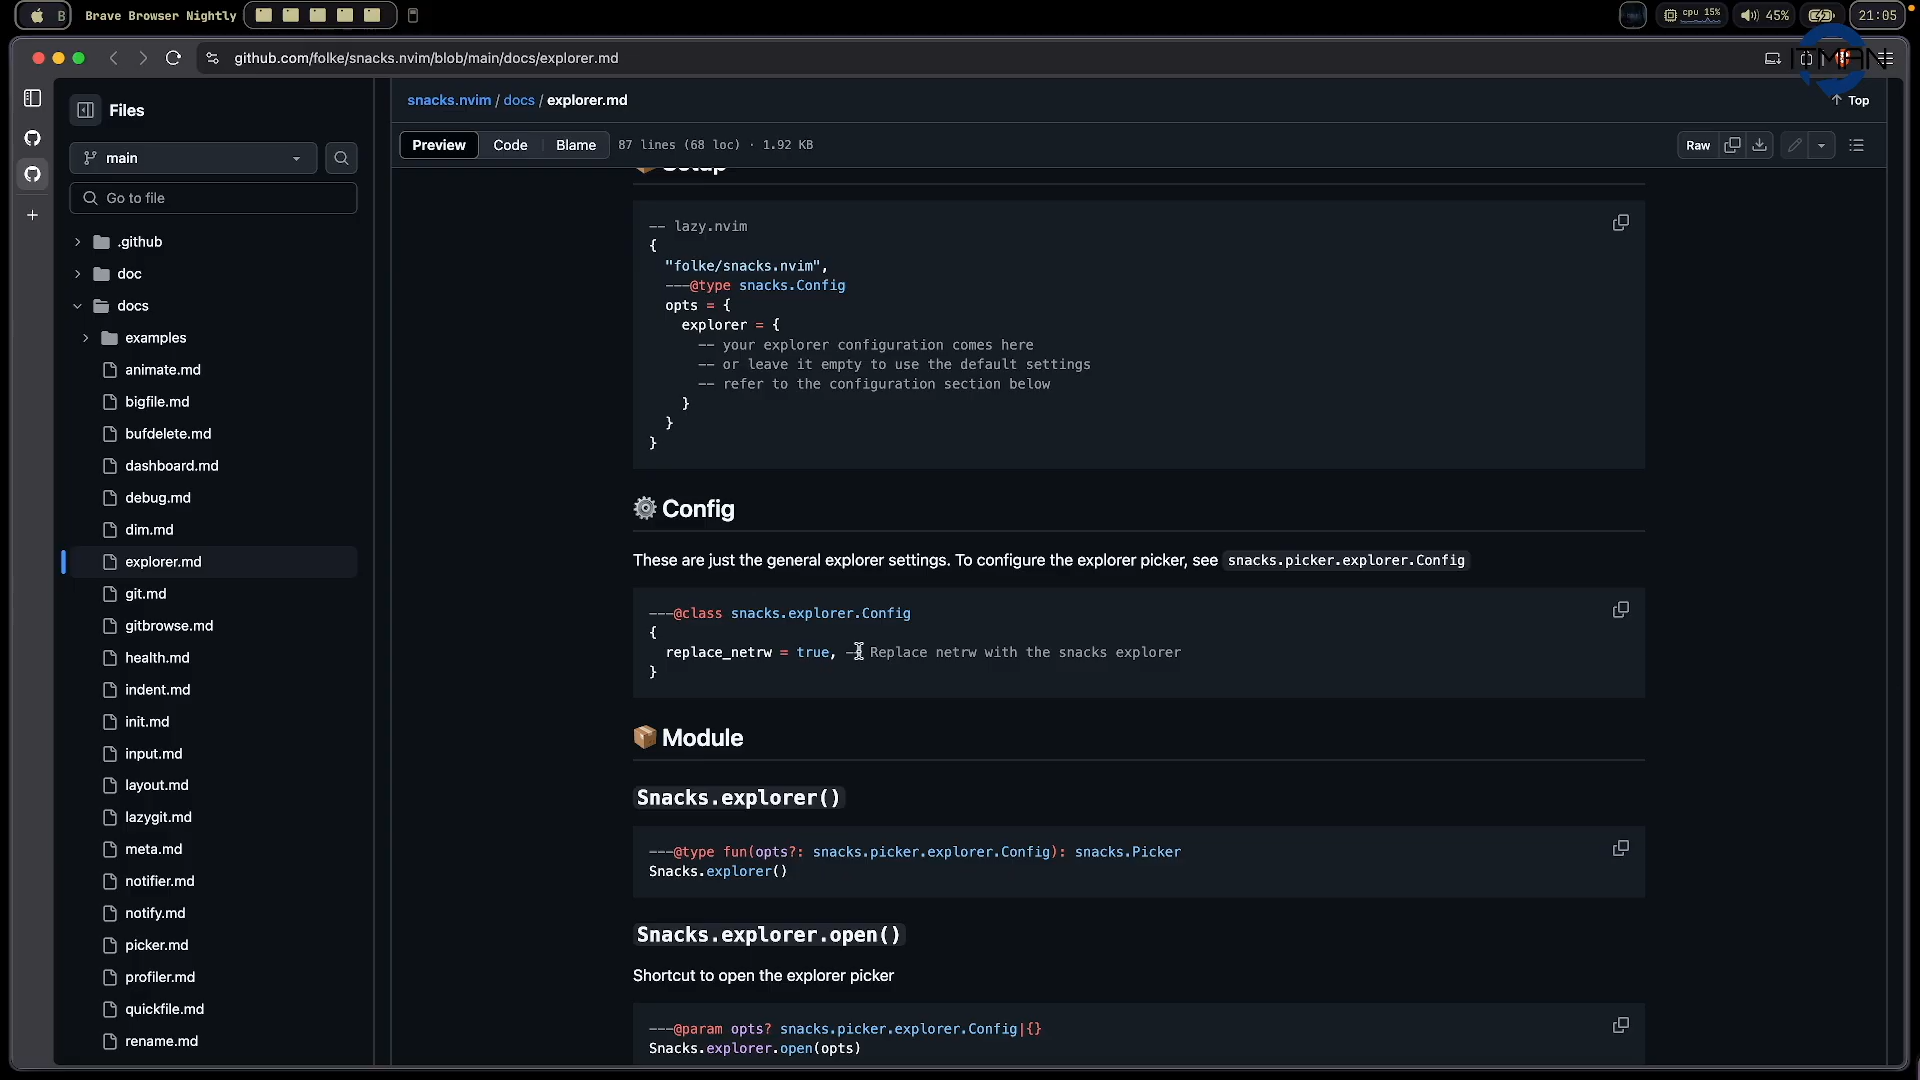 B Brave Browser Nightly cpu 15% 45% 21:05
github.com/folke/snacks.nvim/blob/main/docs/explorer.md
ITMAN
Files
main
Go to file
.github
doc
docs
examples
animate.md
bigfile.md
bufdelete.md
dashboard.md
debug.md
dim.md
explorer.md
git.md
gitbrowse.md
health.md
indent.md
init.md
input.md
layout.md
lazygit.md
meta.md
notifier.md
notify.md
picker.md
profiler.md
quickfile.md
rename.md
snacks.nvim / docs / explorer.md
Top
Preview Code Blame 87 lines (68 loc) · 1.92 KB Raw
Setup
-- lazy.nvim
{
"folke/snacks.nvim",
---@type snacks.Config
opts = {
explorer = {
-- your explorer configuration comes here
-- or leave it empty to use the default settings
-- refer to the configuration section below
}
}
}
Config
These are just the general explorer settings. To configure the explorer picker, see snacks.picker.explorer.Config
---@class snacks.explorer.Config
{
replace_netrw = true, -- Replace netrw with the snacks explorer
}
Module
Snacks.explorer()
---@type fun(opts?: snacks.picker.explorer.Config): snacks.Picker
Snacks.explorer()
Snacks.explorer.open()
Shortcut to open the explorer picker
---@param opts? snacks.picker.explorer.Config|{}
Snacks.explorer.open(opts)